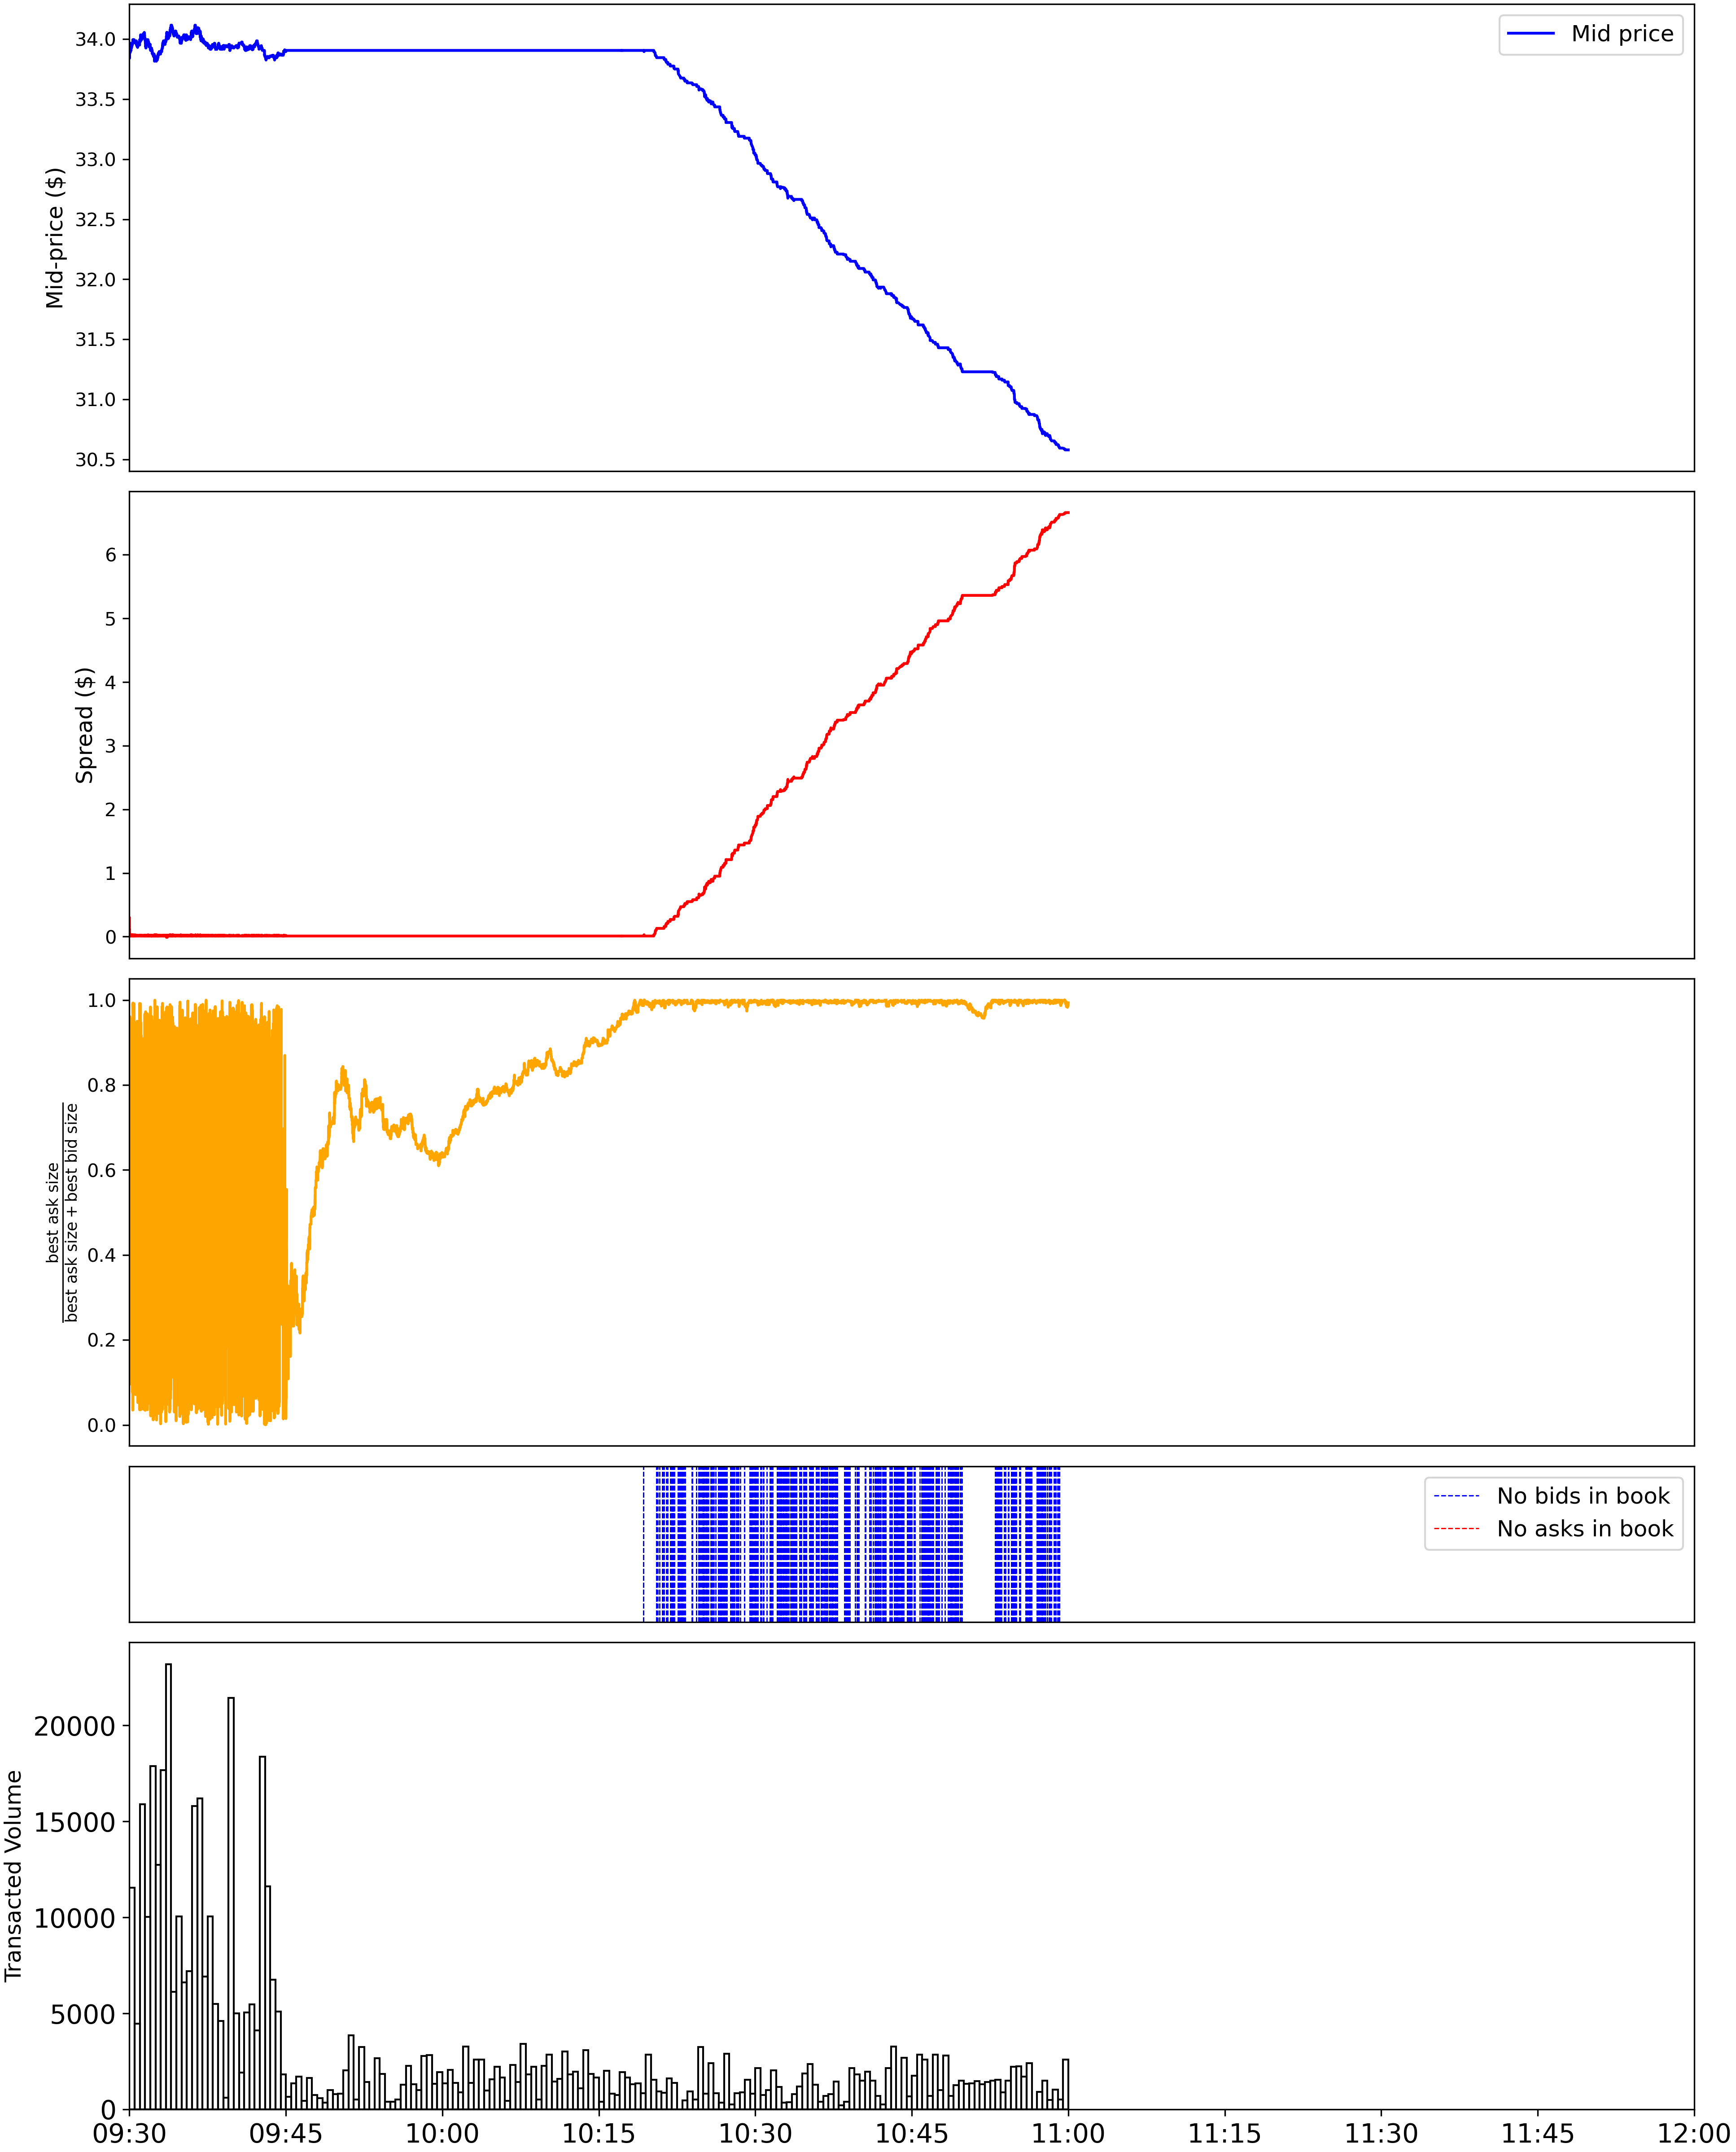 Mid price
34.0
33.5
33.0
32.5
32.0
31.5
31.0
30.5
Mid-price ($)
6
5
4
3
2
1
0
Spread ($)
1.0
0.8
0.6
0.4
0.2
0.0
best ask size
best ask size + best bid size
No bids in book
No asks in book
20000
15000
10000
5000
0
Transacted Volume
09:30 09:45 10:00 10:15 10:30 10:45 11:00 11:15 11:30 11:45 12:00